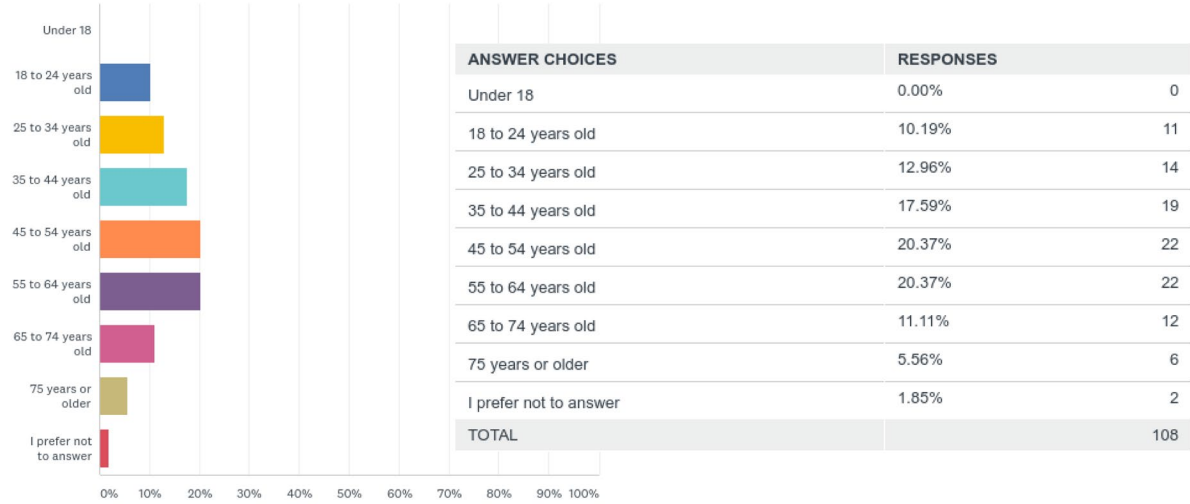 Under 18
18 to 24 years
old
25 to 34 years
old
35 to 44 years
old
45 to 54 years
old
55 to 64 years
old
65 to 74 years
old
75 years or
older
I prefer not
to answer
0% 10% 20% 30% 40% 50% 60% 70% 80% 90% 100%
ANSWER CHOICES RESPONSES
Under 18 0.00% 0
18 to 24 years old 10.19% 11
25 to 34 years old 12.96% 14
35 to 44 years old 17.59% 19
45 to 54 years old 20.37% 22
55 to 64 years old 20.37% 22
65 to 74 years old 11.11% 12
75 years or older 5.56% 6
I prefer not to answer 1.85% 2
TOTAL 108